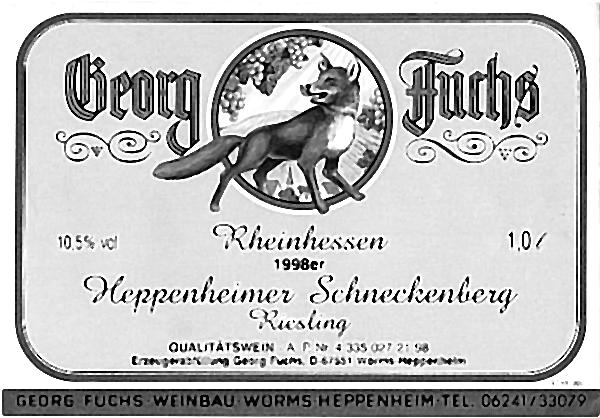 Georg Fuchs
10,5% vol Rheinhessen 1,0 l
1998er
Heppenheimer Schneckenberg
Riesling
QUALITÄTSWEIN · A. P. Nr. 4 335 027 21 98
Erzeugerabfüllung Georg Fuchs, D-67551 Worms-Heppenheim
GEORG FUCHS · WEINBAU · WORMS-HEPPENHEIM · TEL. 06241/33079